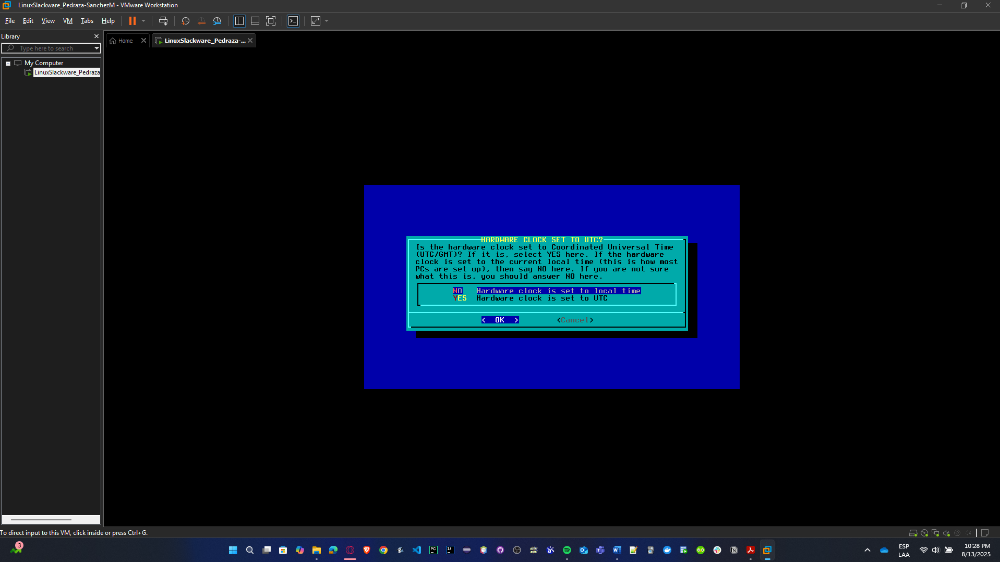 LinuxSlackware_Pedraza-SanchezM - VMware Workstation
File Edit View VM Tabs Help
Library
Home
LinuxSlackware_Pedraza-...
Type here to search
My Computer
LinuxSlackware_Pedraza
HARDWARE CLOCK SET TO UTC?
Is the hardware clock set to Coordinated Universal Time
(UTC/GMT)? If it is, select YES here. If the hardware
clock is set to the current local time (this is how most
PCs are set up), then say NO here. If you are not sure
what this is, you should answer NO here.
NO Hardware clock is set to local time
YES Hardware clock is set to UTC
< OK > <Cancel>
To direct input to this VM, click inside or press Ctrl+G.
3
PC
IJ
ESP
LAA
10:28 PM
8/13/2025